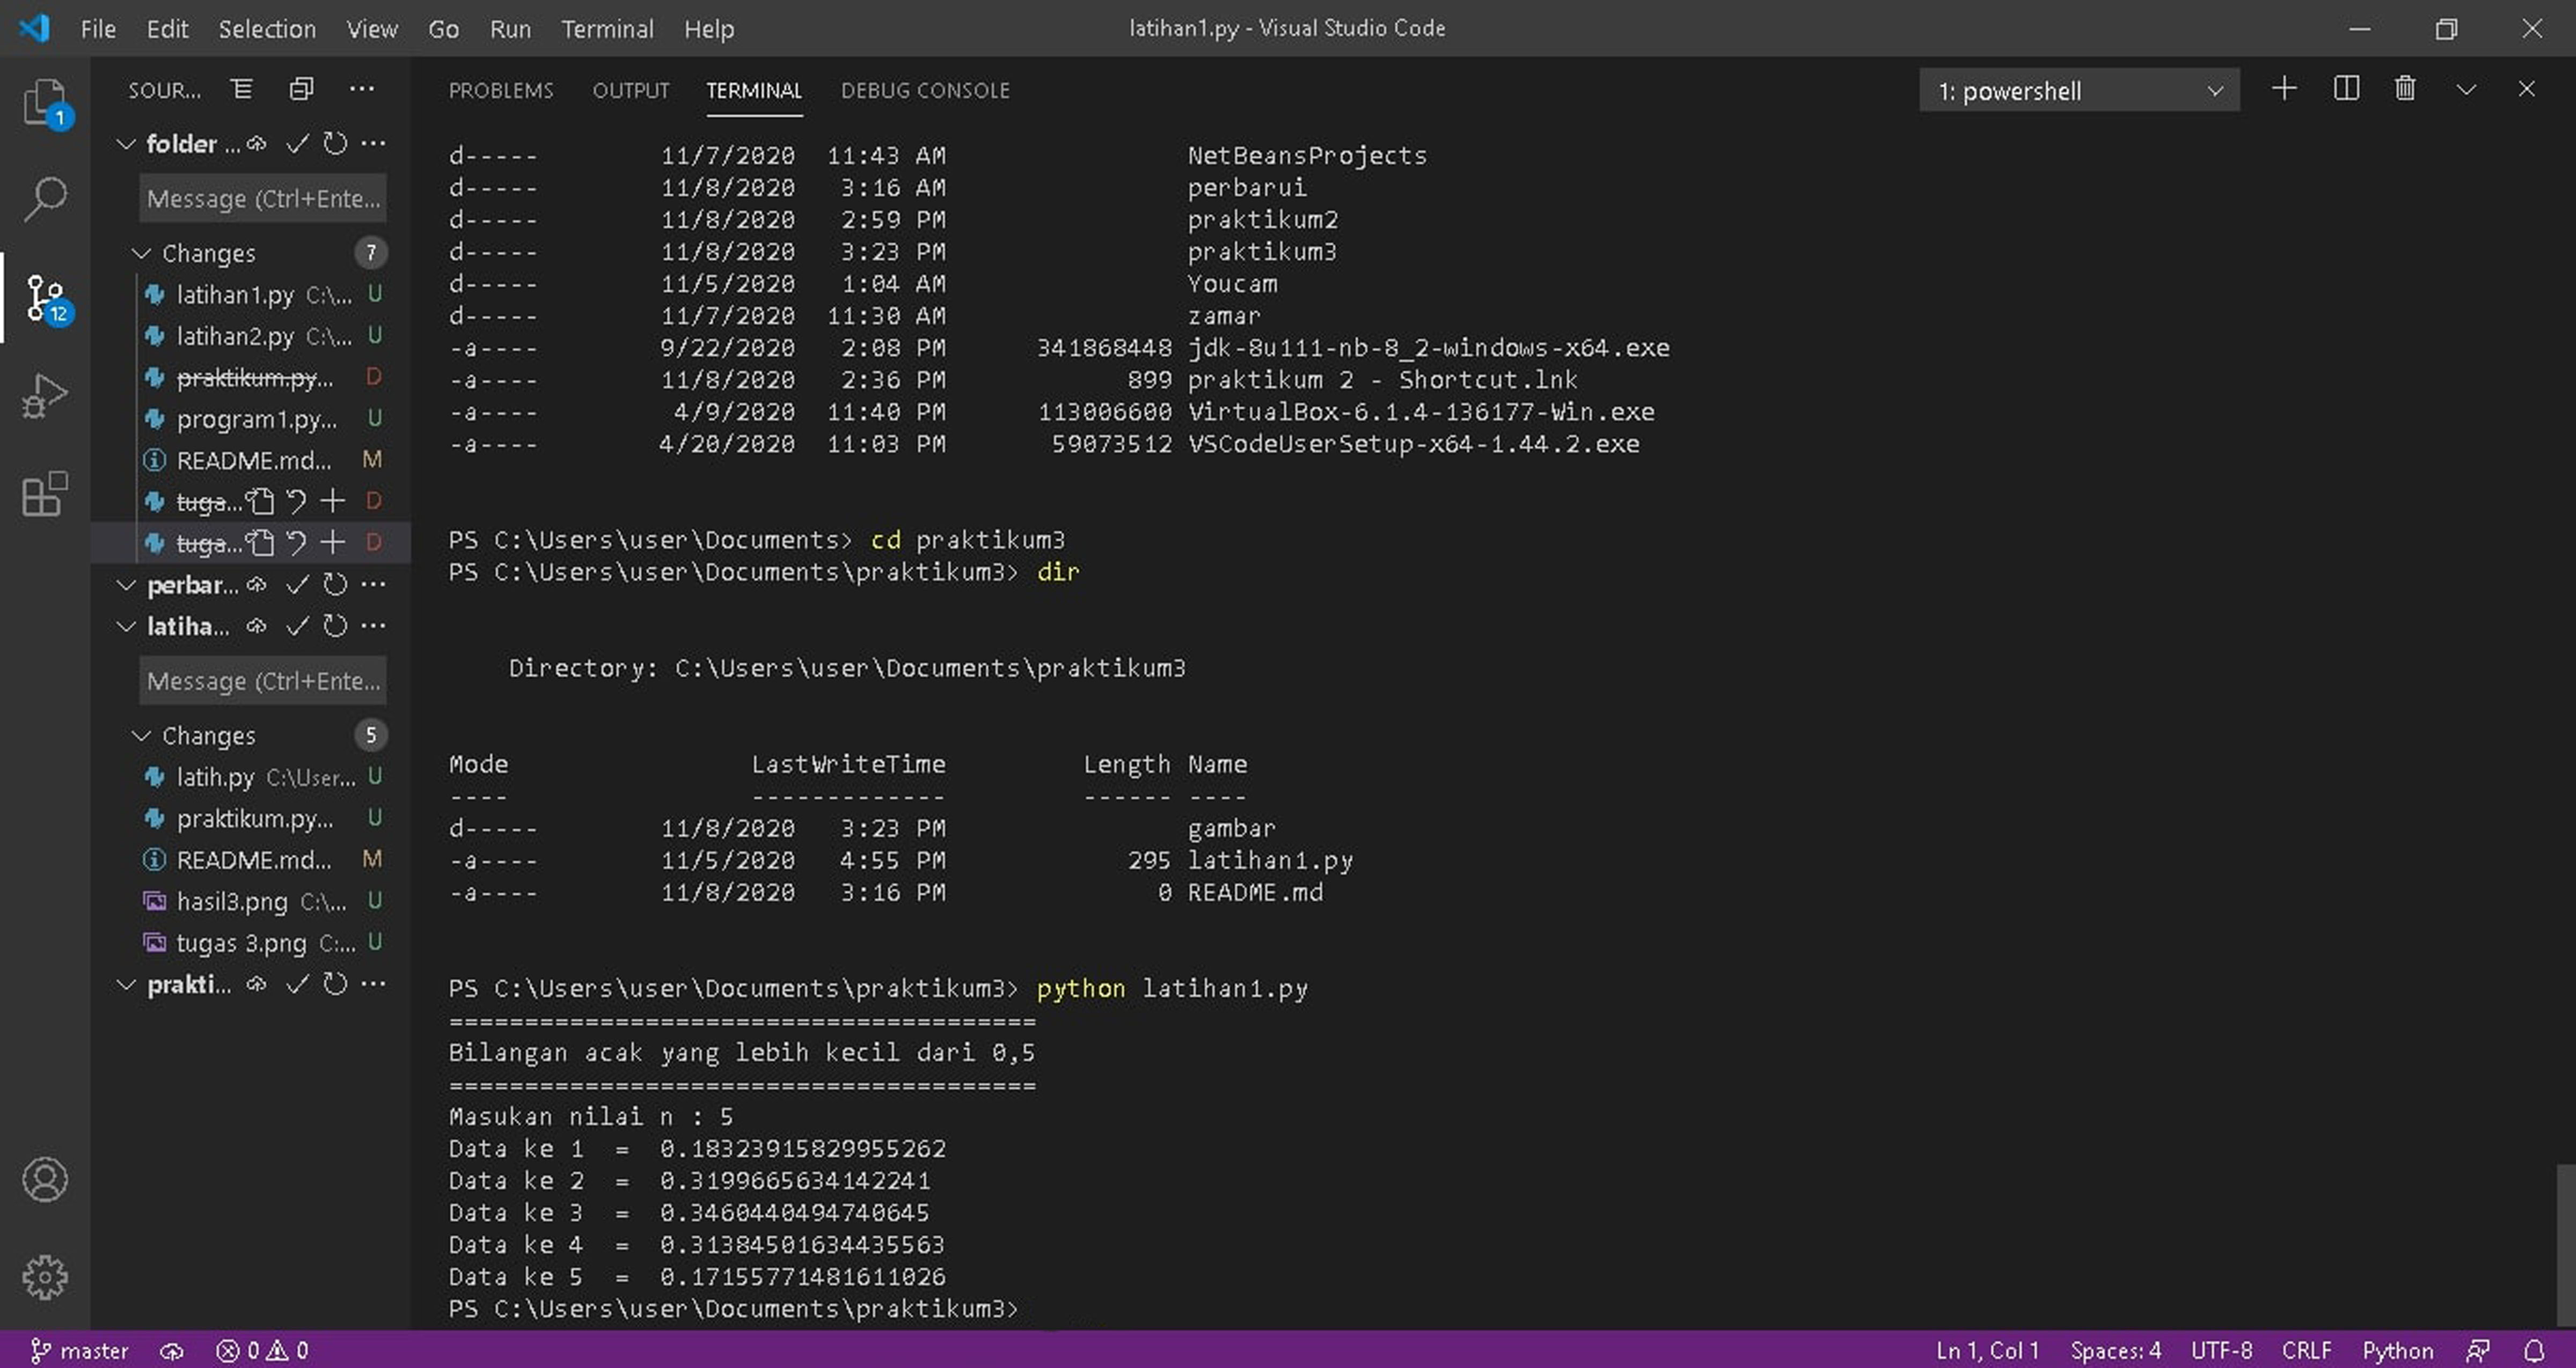 File Edit Selection View Go Run Terminal Help latihan1.py - Visual Studio Code
SOUR...
1
folder ...
Message (Ctrl+Ente...
Changes 7
latihan1.py C:\... U
12
latihan2.py C:\... U
praktikum.py... D
program1.py... U
README.md... M
tuga... D
tuga... D
perbar...
latiha...
Message (Ctrl+Ente...
Changes 5
latih.py C:\User... U
praktikum.py... U
README.md... M
hasil3.png C:\... U
tugas 3.png C:... U
prakti...
PROBLEMS OUTPUT TERMINAL DEBUG CONSOLE 1: powershell
d----- 11/7/2020 11:43 AM NetBeansProjects
d----- 11/8/2020 3:16 AM perbarui
d----- 11/8/2020 2:59 PM praktikum2
d----- 11/8/2020 3:23 PM praktikum3
d----- 11/5/2020 1:04 AM Youcam
d----- 11/7/2020 11:30 AM zamar
-a---- 9/22/2020 2:08 PM 341868448 jdk-8u111-nb-8_2-windows-x64.exe
-a---- 11/8/2020 2:36 PM 899 praktikum 2 - Shortcut.lnk
-a---- 4/9/2020 11:40 PM 113006600 VirtualBox-6.1.4-136177-Win.exe
-a---- 4/20/2020 11:03 PM 59073512 VSCodeUserSetup-x64-1.44.2.exe
PS C:\Users\user\Documents> cd praktikum3
PS C:\Users\user\Documents\praktikum3> dir
Directory: C:\Users\user\Documents\praktikum3
Mode LastWriteTime Length Name
---- ------------- ------ ----
d----- 11/8/2020 3:23 PM gambar
-a---- 11/5/2020 4:55 PM 295 latihan1.py
-a---- 11/8/2020 3:16 PM 0 README.md
PS C:\Users\user\Documents\praktikum3> python latihan1.py
=======================================
Bilangan acak yang lebih kecil dari 0,5
=======================================
Masukan nilai n : 5
Data ke 1 = 0.18323915829955262
Data ke 2 = 0.3199665634142241
Data ke 3 = 0.3460440494740645
Data ke 4 = 0.31384501634435563
Data ke 5 = 0.17155771481611026
PS C:\Users\user\Documents\praktikum3>
master 0 0 Ln 1, Col 1 Spaces: 4 UTF-8 CRLF Python